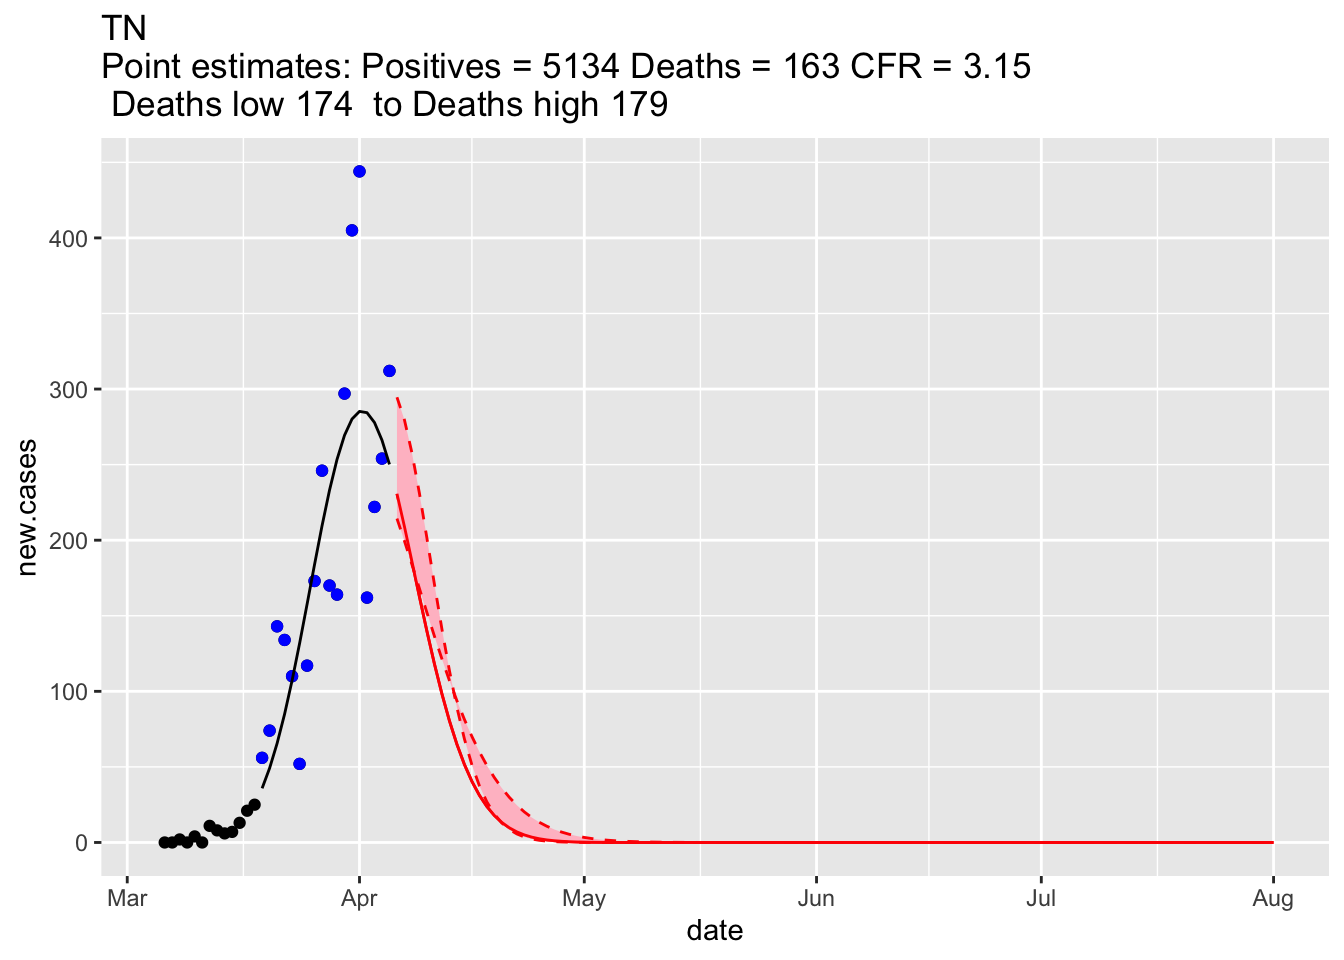 TN
Point estimates: Positives = 5134 Deaths = 163 CFR = 3.15
Deaths low 174 to Deaths high 179
400
300
200
100
0
new.cases
Mar Apr May Jun Jul Aug
date